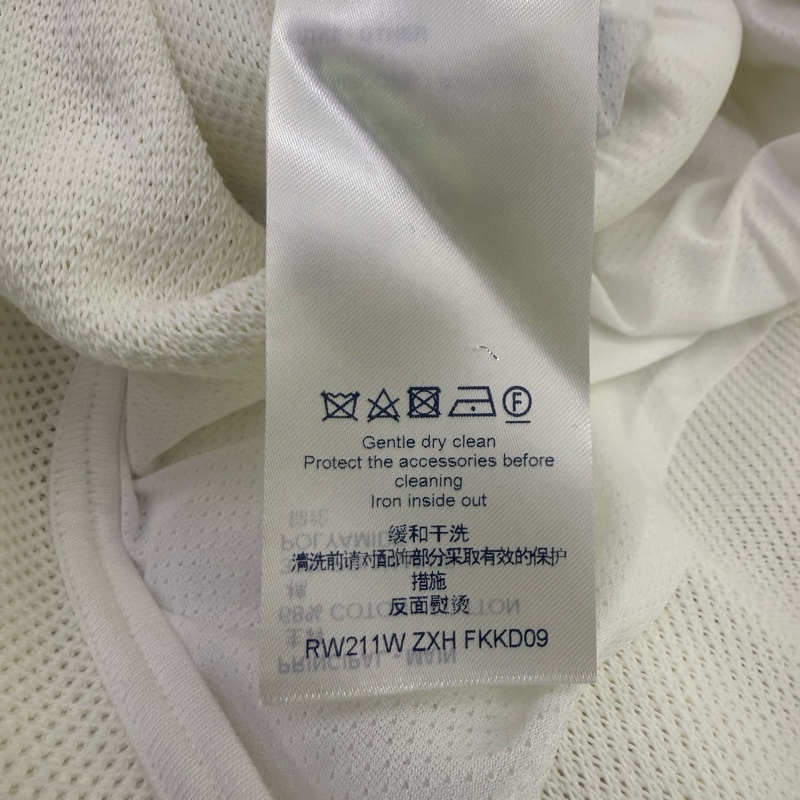 F
Gentle dry clean
Protect the accessories before
cleaning
Iron inside out
缓和干洗
清洗前请对配饰部分采取有效的保护
措施
反面熨烫
RW211W ZXH FKKD09